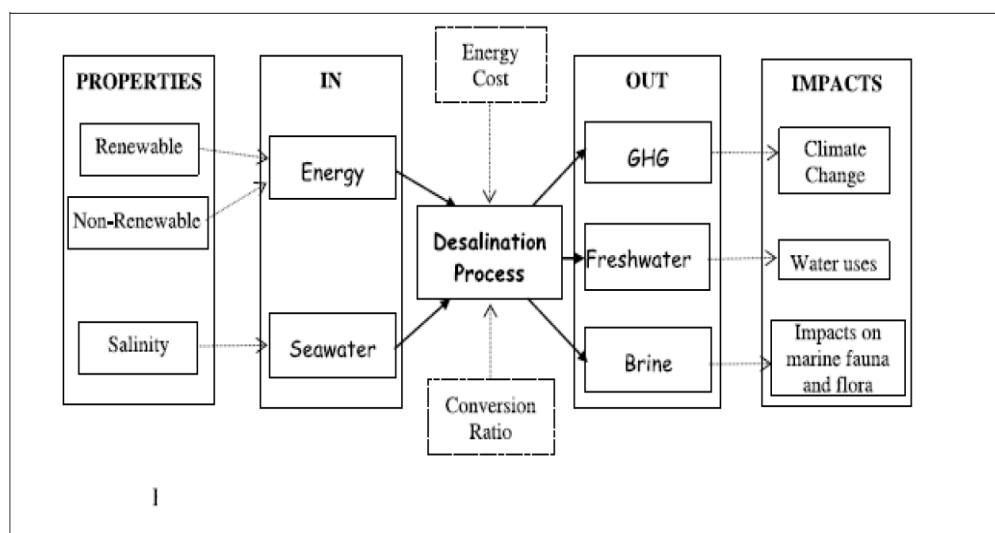 PROPERTIES
Renewable
Non-Renewable
Salinity
IN
Energy
Seawater
Energy
Cost
Desalination
Process
Conversion
Ratio
OUT
GHG
Freshwater
Brine
IMPACTS
Climate
Change
Water uses
Impacts on
marine fauna
and flora